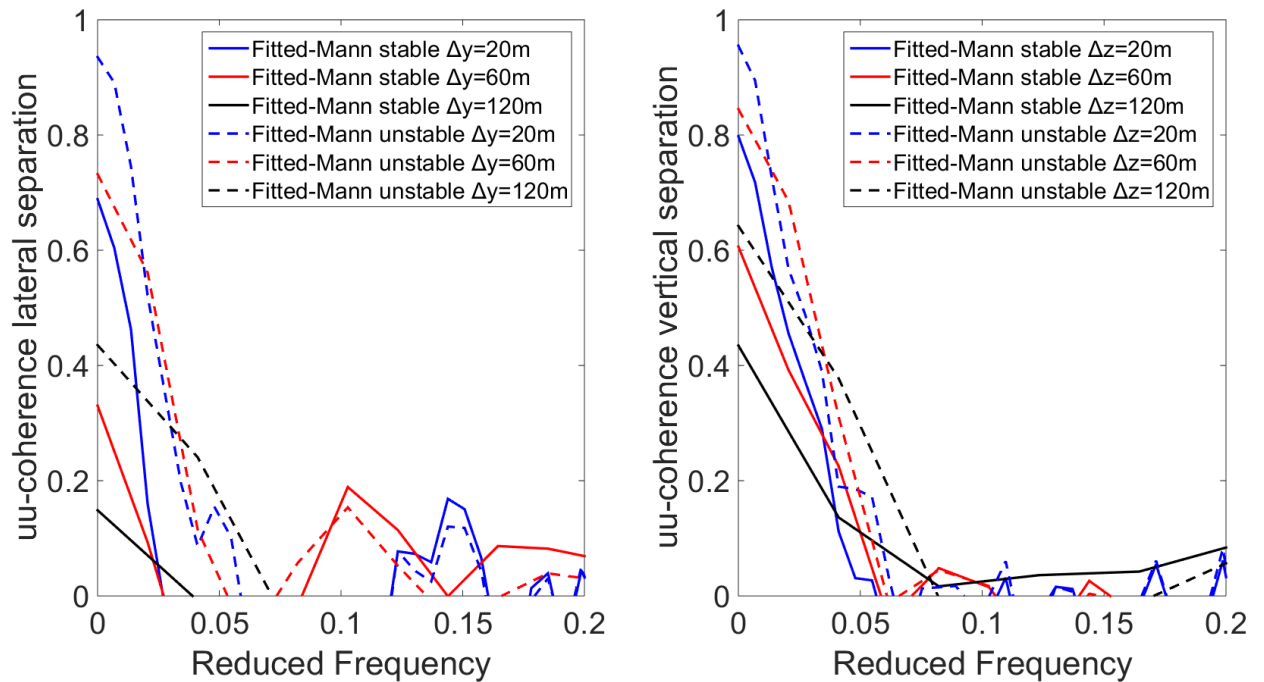 uu-coherence lateral separation
1
0.8
0.6
0.4
0.2
0
Fitted-Mann stable Δy=20m
Fitted-Mann stable Δy=60m
Fitted-Mann stable Δy=120m
Fitted-Mann unstable Δy=20m
Fitted-Mann unstable Δy=60m
Fitted-Mann unstable Δy=120m
0 0.05 0.1 0.15 0.2
Reduced Frequency
uu-coherence vertical separation
1
0.8
0.6
0.4
0.2
0
Fitted-Mann stable Δz=20m
Fitted-Mann stable Δz=60m
Fitted-Mann stable Δz=120m
Fitted-Mann unstable Δz=20m
Fitted-Mann unstable Δz=60m
Fitted-Mann unstable Δz=120m
0 0.05 0.1 0.15 0.2
Reduced Frequency